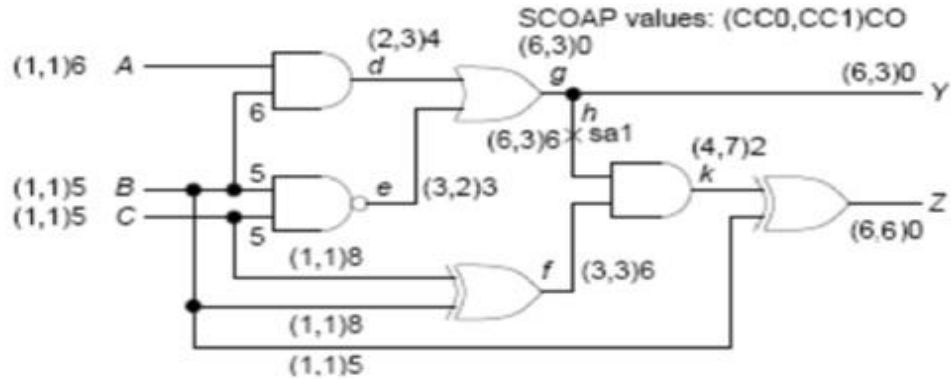 SCOAP values: (CC0,CC1)CO
(2,3)4
(6,3)0
(1,1)6 A
d
g
(6,3)0
Y
6
h
(6,3)6 sa1
(4,7)2
(1,1)5 B
5
e
(3,2)3
k
(1,1)5 C
5
Z
(6,6)0
(1,1)8
f
(3,3)6
(1,1)8
(1,1)5